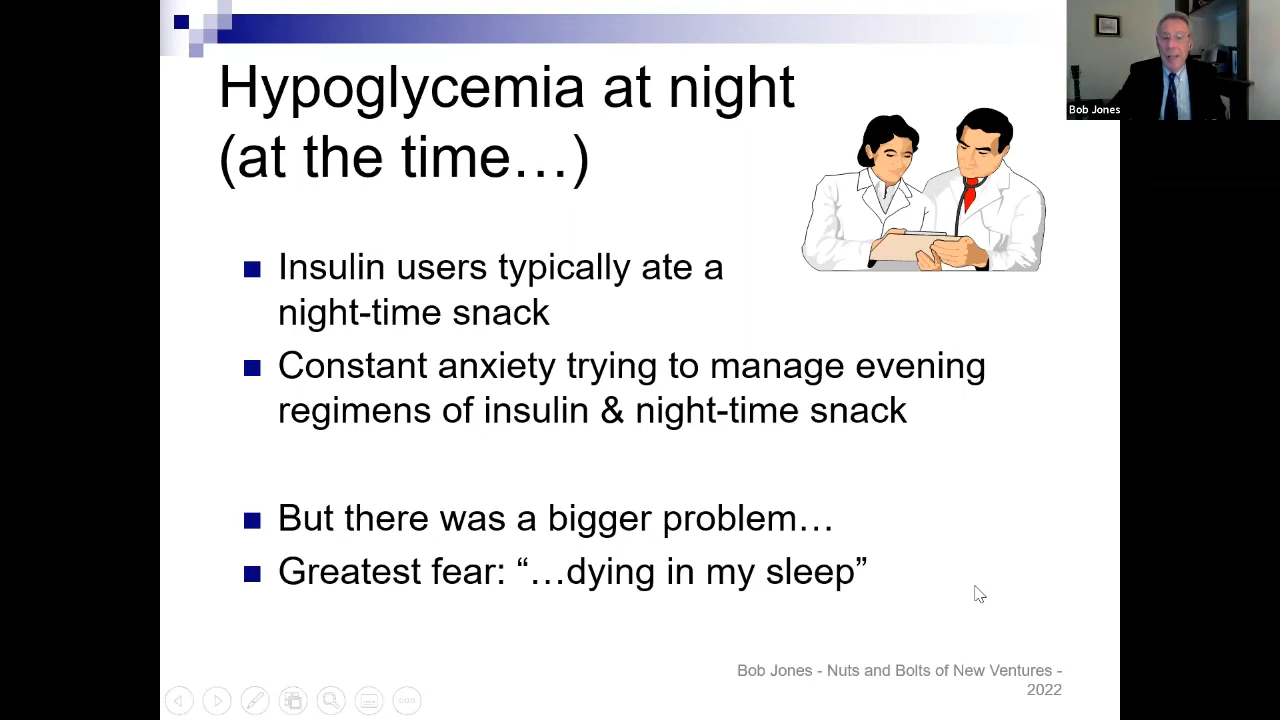 Hypoglycemia at night
(at the time…)
Bob Jones
■ Insulin users typically ate a
night-time snack
■ Constant anxiety trying to manage evening
regimens of insulin & night-time snack
■ But there was a bigger problem…
■ Greatest fear: “…dying in my sleep”
Bob Jones - Nuts and Bolts of New Ventures -
2022